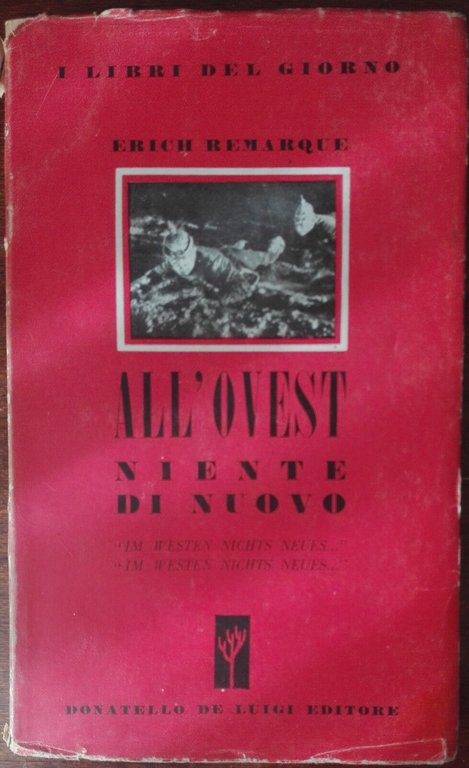 I LIBRI DEL GIORNO
ERICH REMARQUE
ALL'OVEST
NIENTE
DI NUOVO
"IM WESTEN NICHTS NEUES..."
"IM WESTEN NICHTS NEUES..."
DONATELLO DE LUIGI EDITORE